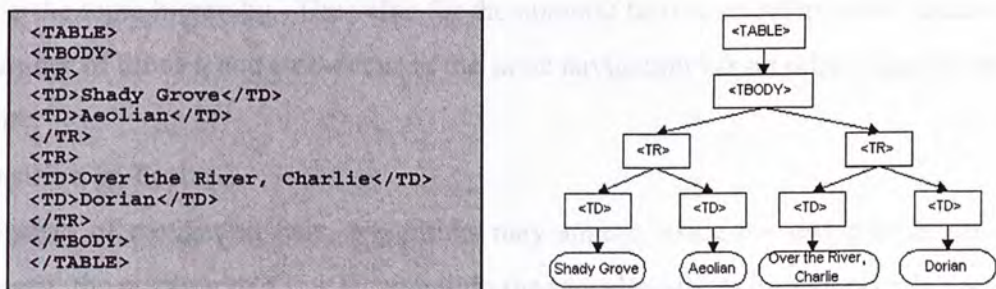 <TABLE>
<TBODY>
<TR>
<TD>Shady Grove</TD>
<TD>Aeolian</TD>
</TR>
<TR>
<TD>Over the River, Charlie</TD>
<TD>Dorian</TD>
</TR>
</TBODY>
</TABLE>
<TABLE>
<TBODY>
<TR> <TR>
<TD> <TD> <TD> <TD>
Shady Grove Aeolian Over the River, Charlie Dorian